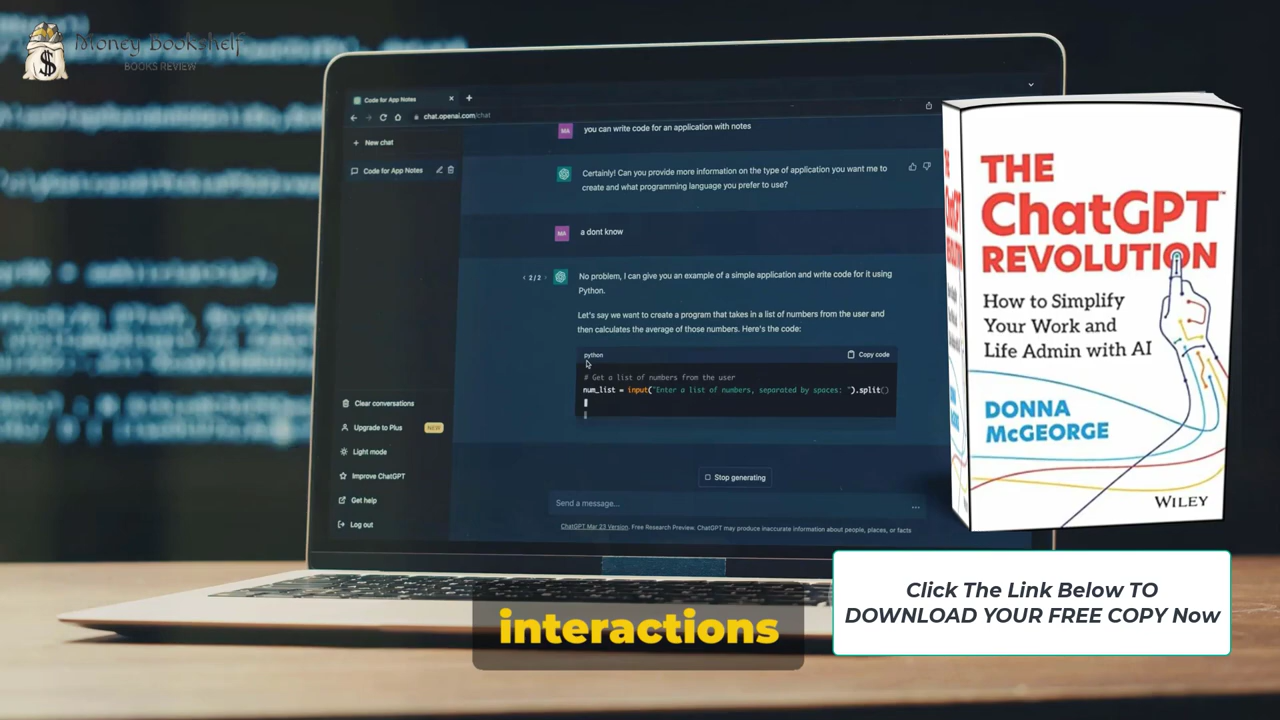 Money Bookshelf
BOOKS REVIEW
Code for App Notes
chat.openai.com/chat
New chat
Code for App Notes
you can write code for an application with notes
Certainly! Can you provide more information on the type of application you want me to
create and what programming language you prefer to use?
a dont know
2 / 2
No problem, I can give you an example of a simple application and write code for it using
Python.
Let's say we want to create a program that takes in a list of numbers from the user and
then calculates the average of those numbers. Here's the code:
python
Copy code
# Get a list of numbers from the user
num_list = input("Enter a list of numbers, separated by spaces: ").split()
Clear conversations
Upgrade to Plus NEW
Light mode
Improve ChatGPT
Get help
Log out
Stop generating
Send a message...
ChatGPT Mar 23 Version. Free Research Preview. ChatGPT may produce inaccurate information about people, places, or facts
THE
ChatGPT
REVOLUTION
How to Simplify
Your Work and
Life Admin with AI
DONNA
McGEORGE
WILEY
Click The Link Below TO
DOWNLOAD YOUR FREE COPY Now
interactions